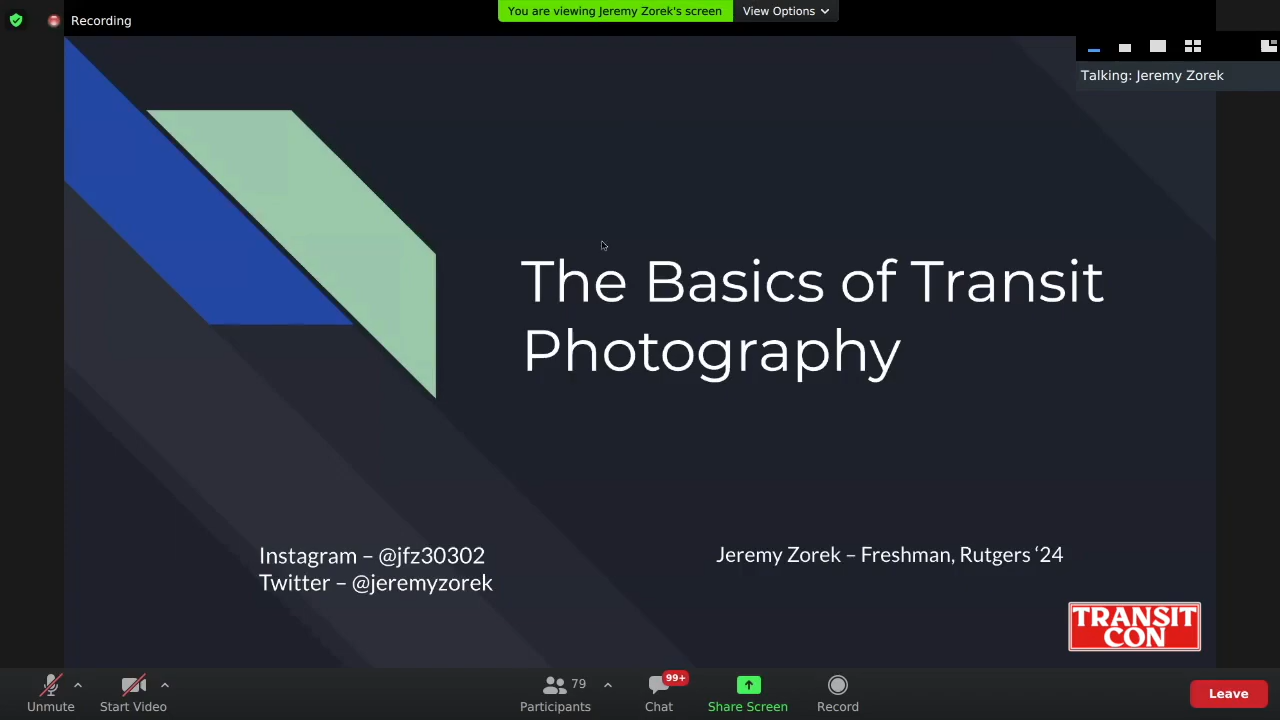 Recording
You are viewing Jeremy Zorek's screen
View Options
Talking: Jeremy Zorek
The Basics of Transit
Photography
Instagram – @jfz30302
Twitter – @jeremyzorek
Jeremy Zorek – Freshman, Rutgers ‘24
TRANSIT
CON
Unmute
Start Video
79
Participants
99+
Chat
Share Screen
Record
Leave